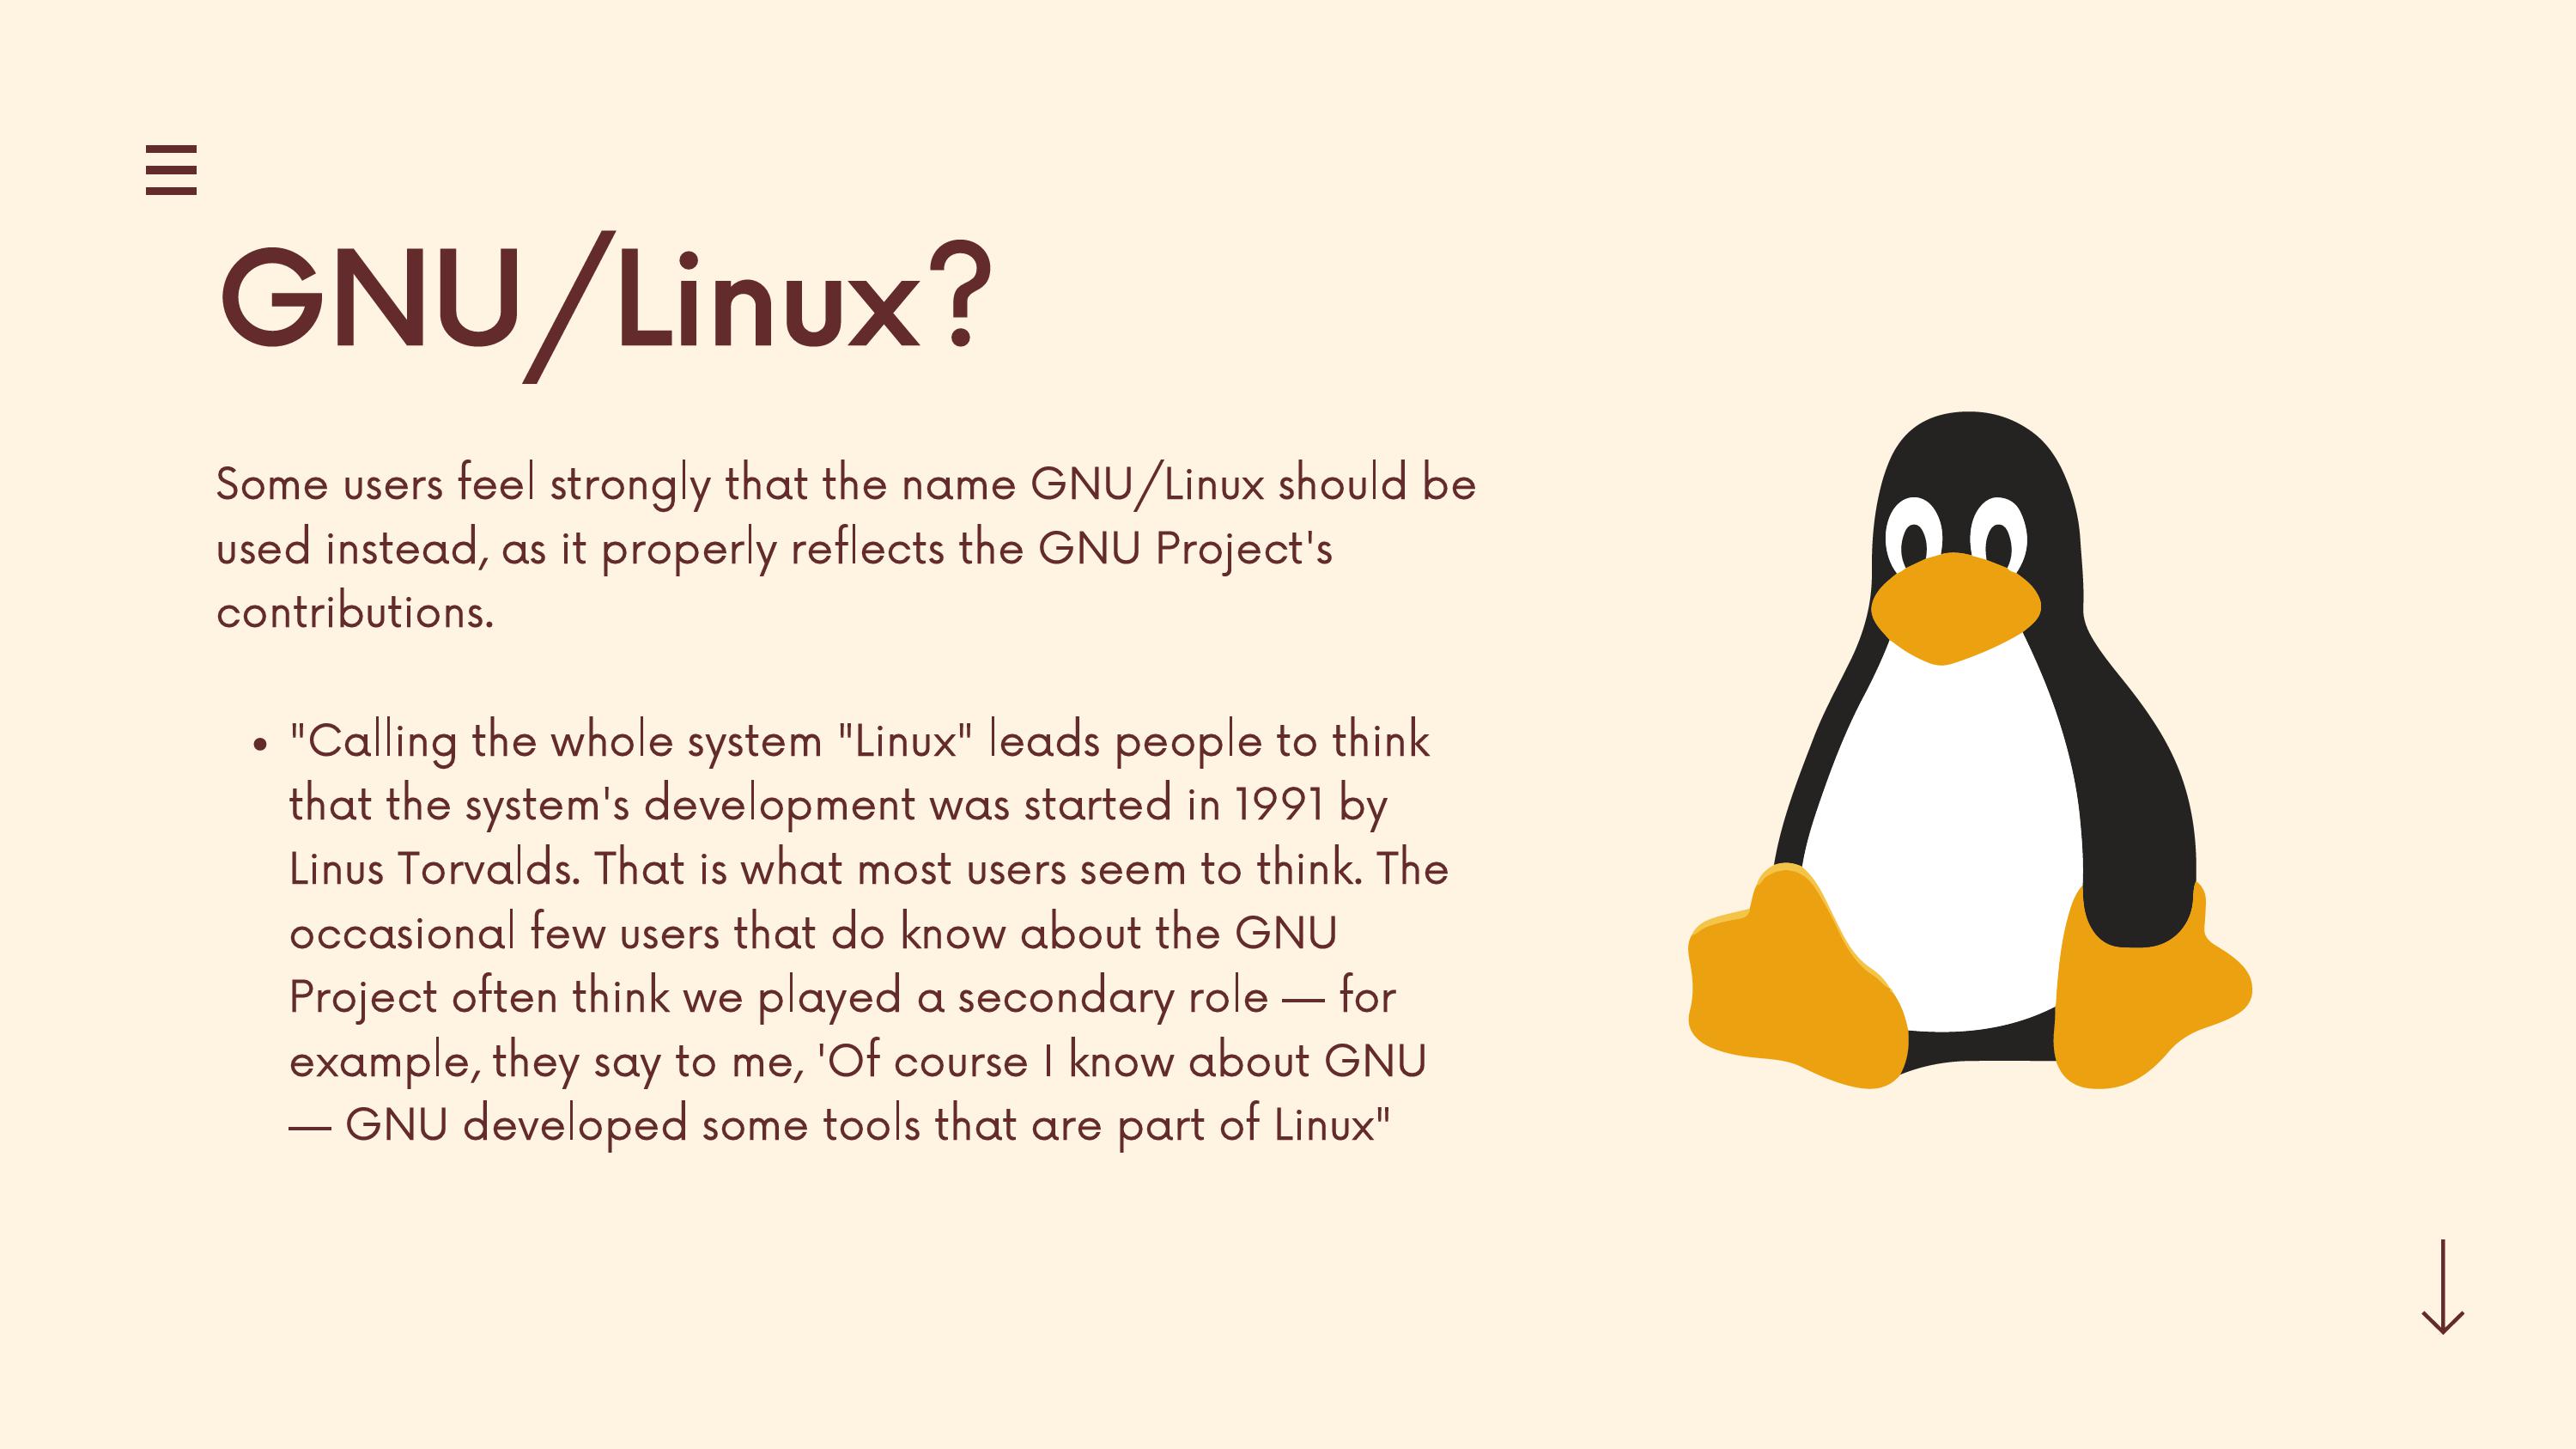 GNU/Linux?
Some users feel strongly that the name GNU/Linux should be
used instead, as it properly reflects the GNU Project's
contributions.
• "Calling the whole system "Linux" leads people to think
that the system's development was started in 1991 by
Linus Torvalds. That is what most users seem to think. The
occasional few users that do know about the GNU
Project often think we played a secondary role — for
example, they say to me, 'Of course I know about GNU
— GNU developed some tools that are part of Linux"